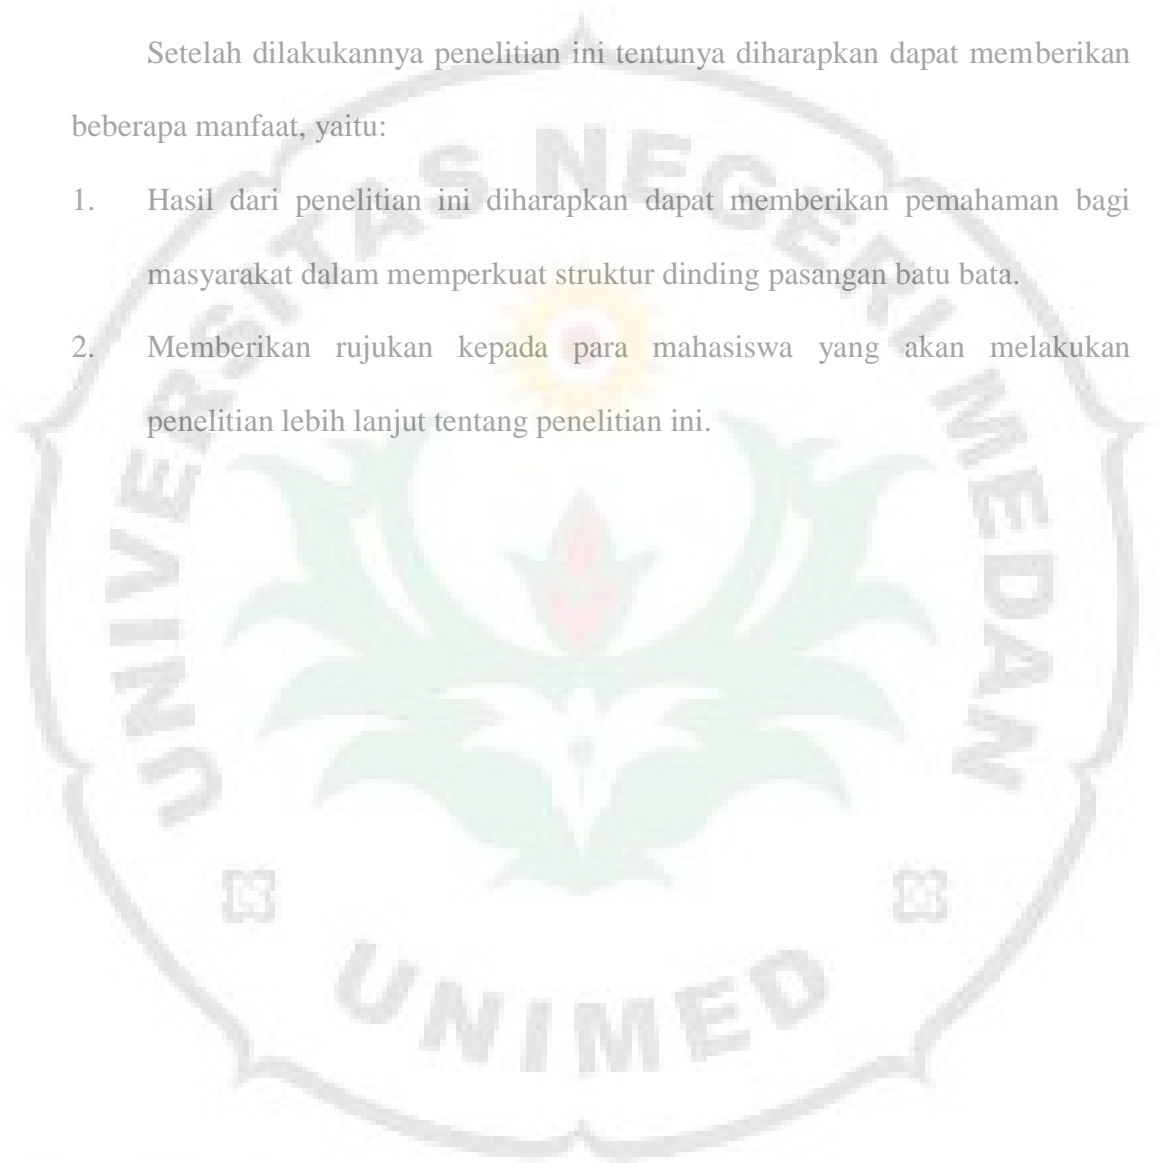 Setelah dilakukannya penelitian ini tentunya diharapkan dapat memberikan
beberapa manfaat, yaitu:
1. Hasil dari penelitian ini diharapkan dapat memberikan pemahaman bagi
masyarakat dalam memperkuat struktur dinding pasangan batu bata.
2. Memberikan rujukan kepada para mahasiswa yang akan melakukan
penelitian lebih lanjut tentang penelitian ini.
UNIVERSITAS NEGERI MEDAN
UNIMED